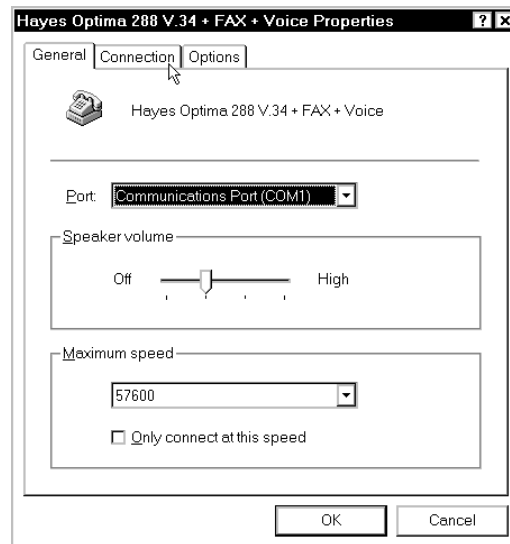 Hayes Optima 288 V.34 + FAX + Voice Properties ? X
General Connection Options
Hayes Optima 288 V.34 + FAX + Voice
Port: Communications Port (COM1)
Speaker volume
Off High
Maximum speed
57600
Only connect at this speed
OK Cancel